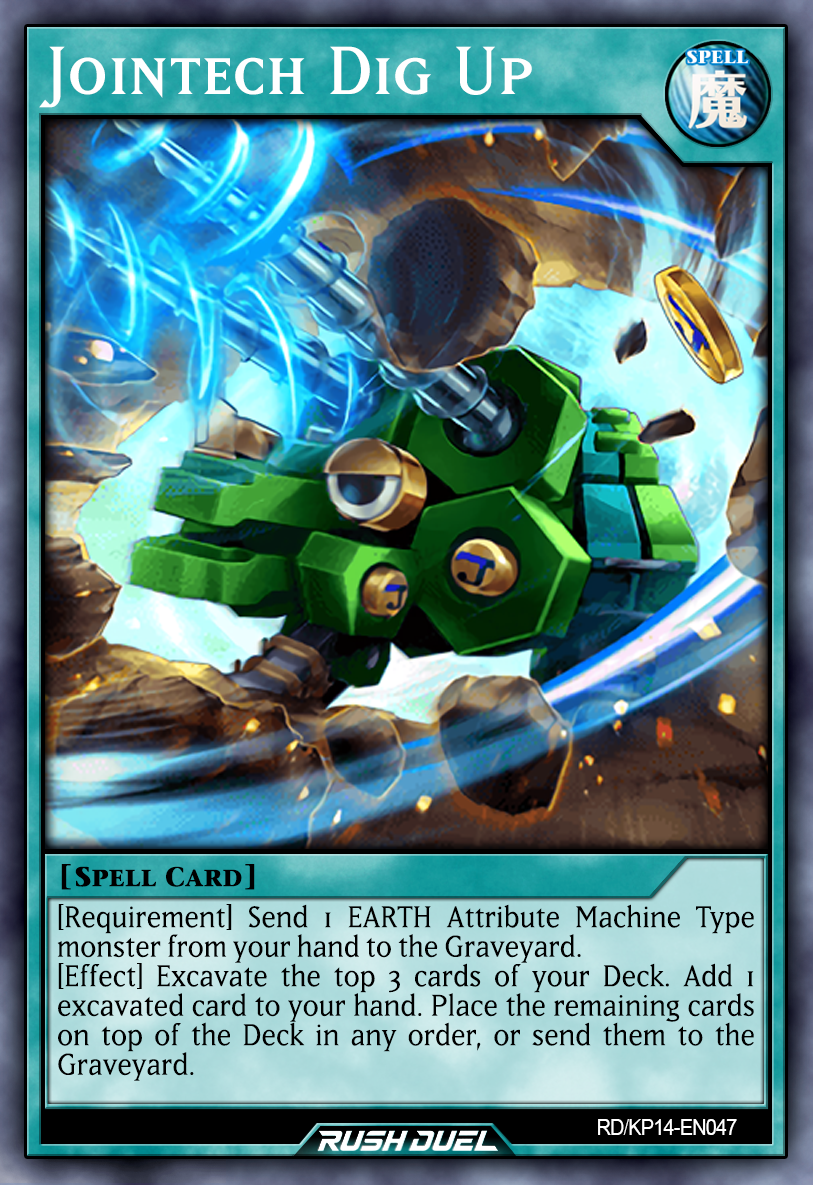 Jointech Dig Up
SPELL
魔
[Spell Card]
[Requirement] Send 1 EARTH Attribute Machine Type
monster from your hand to the Graveyard.
[Effect] Excavate the top 3 cards of your Deck. Add 1
excavated card to your hand. Place the remaining cards
on top of the Deck in any order, or send them to the
Graveyard.
RD/KP14-EN047
RUSH DUEL
J
J
J